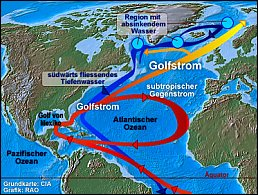 Region mit
absinkendem
Wasser
Golfstrom
südwärts fliessendes
Tiefenwasser
subtropischer
Gegenstrom
Golfstrom
Golf von
Mexiko
Atlantischer
Ozean
Pazifischer
Ozean
Äquator
Grundkarte: CIA
Grafik: RAO